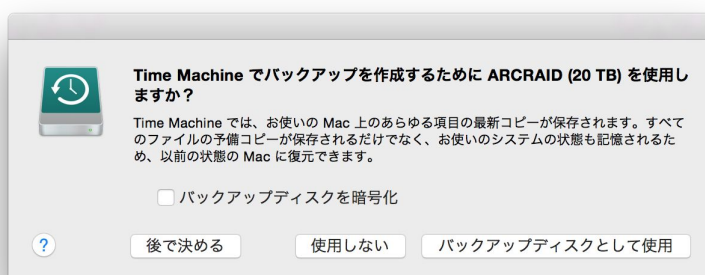 Time Machine でバックアップを作成するために ARCRAID (20 TB) を使用し
ますか？
Time Machine では、お使いの Mac 上のあらゆる項目の最新コピーが保存されます。すべて
のファイルの予備コピーが保存されるだけでなく、お使いのシステムの状態も記憶されるた
め、以前の状態の Mac に復元できます。
バックアップディスクを暗号化
?
後で決める
使用しない
バックアップディスクとして使用